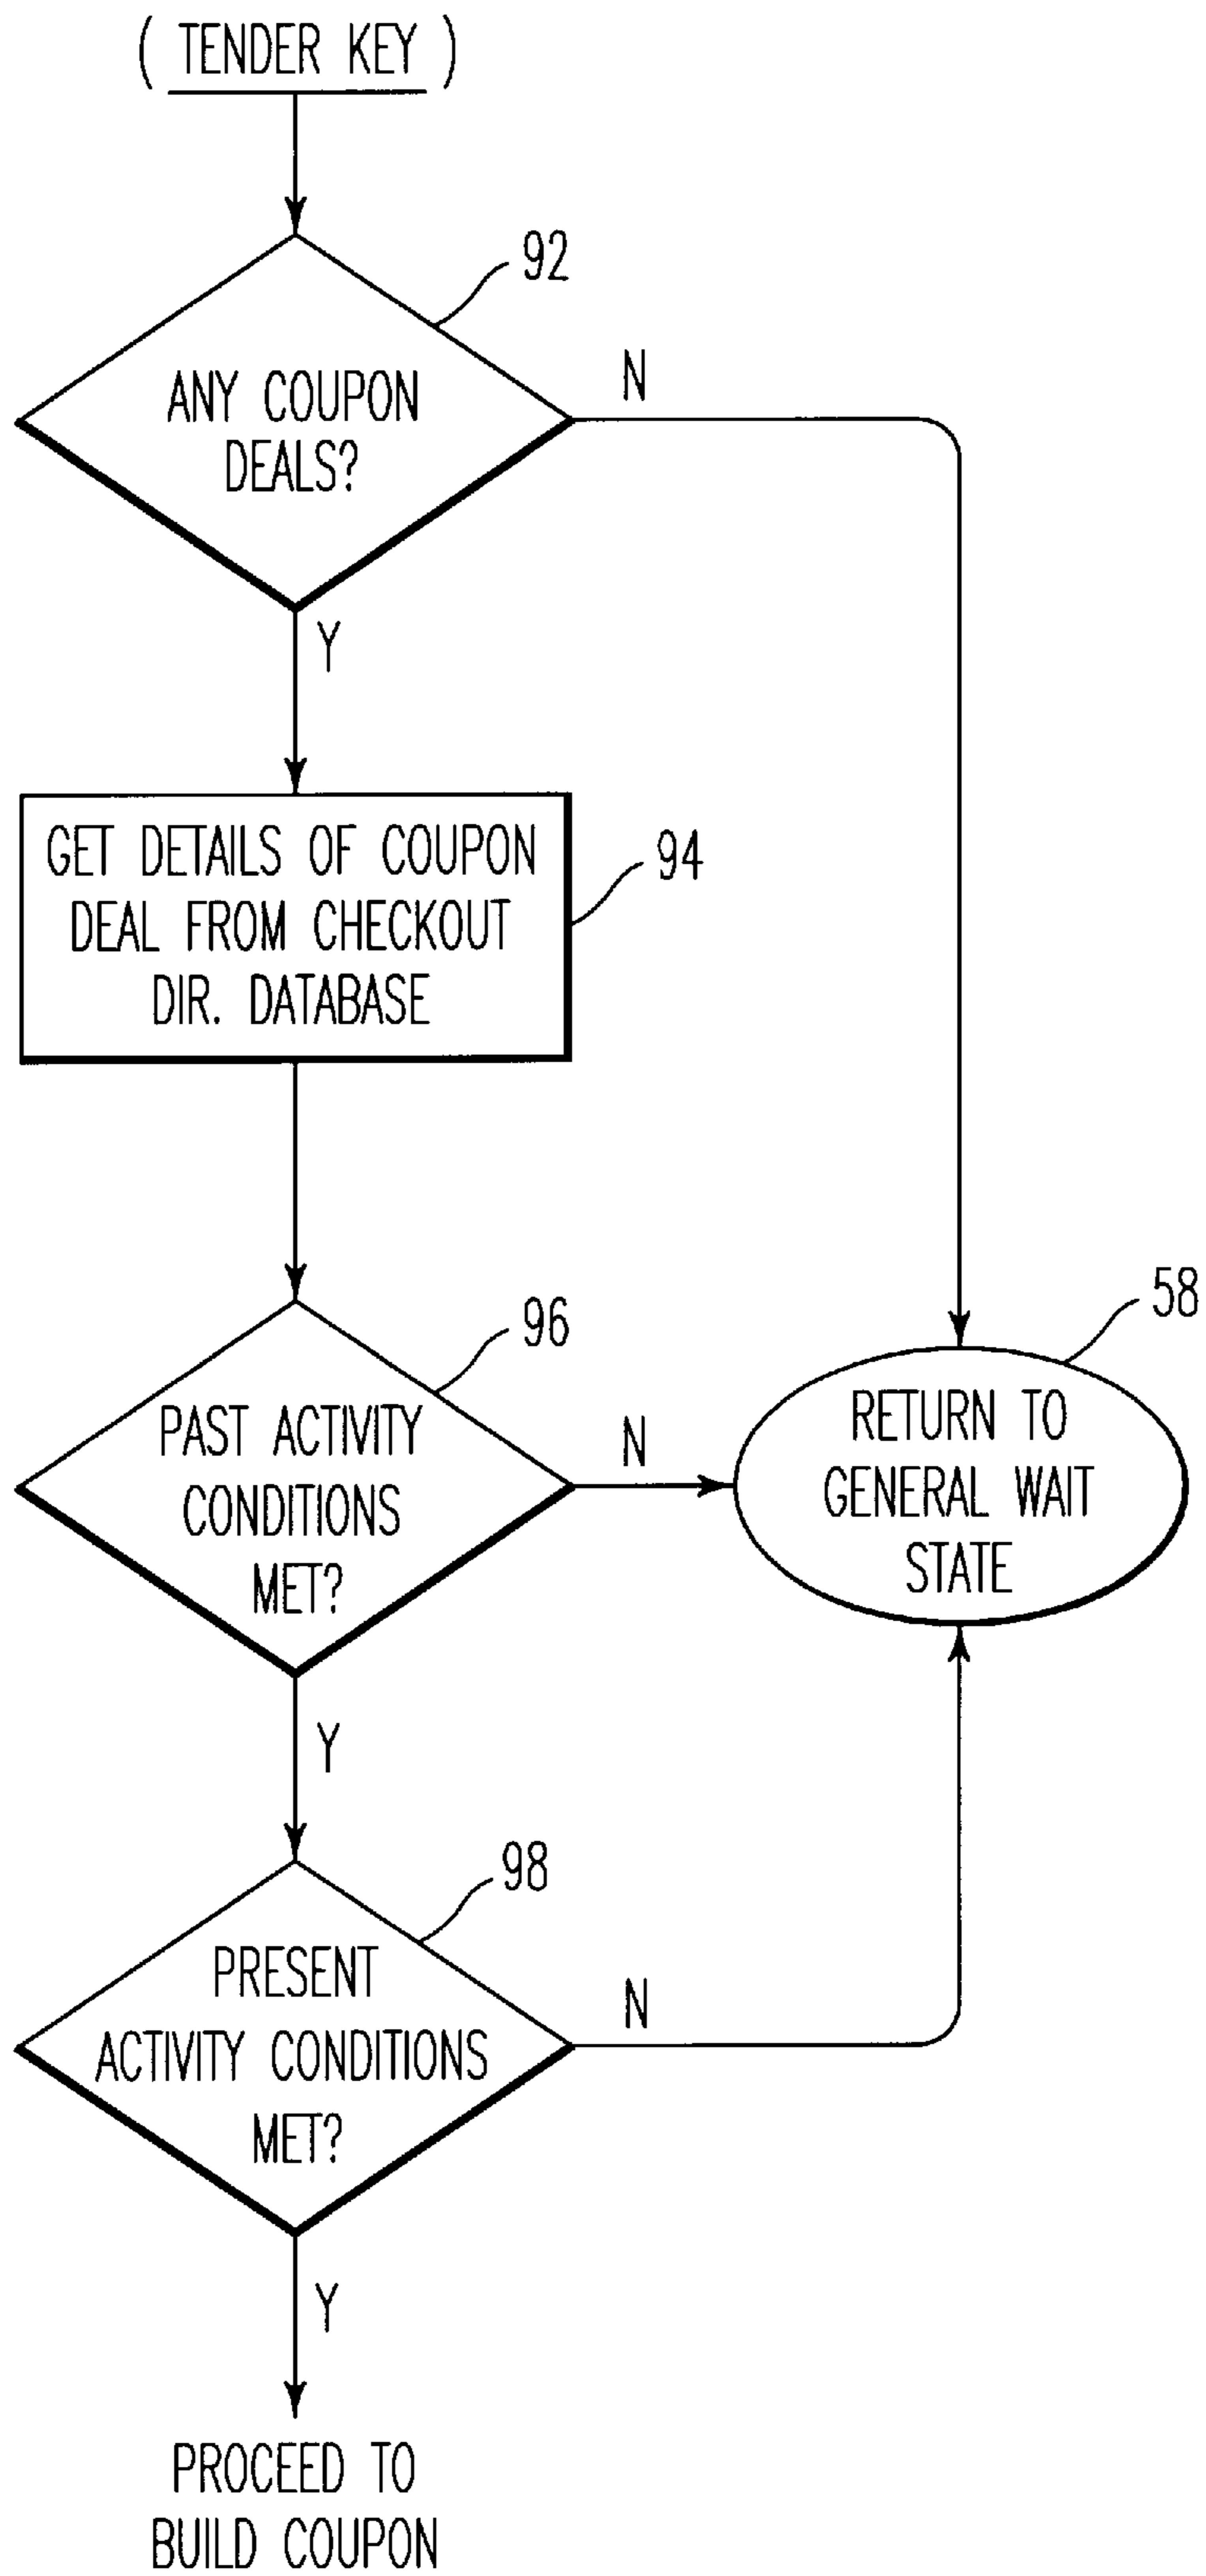 ( TENDER KEY )
92
ANY COUPON
DEALS?
N
Y
GET DETAILS OF COUPON
DEAL FROM CHECKOUT
DIR. DATABASE
94
96
PAST ACTIVITY
CONDITIONS
MET?
N
58
RETURN TO
GENERAL WAIT
STATE
Y
98
PRESENT
ACTIVITY CONDITIONS
MET?
N
Y
PROCEED TO
BUILD COUPON